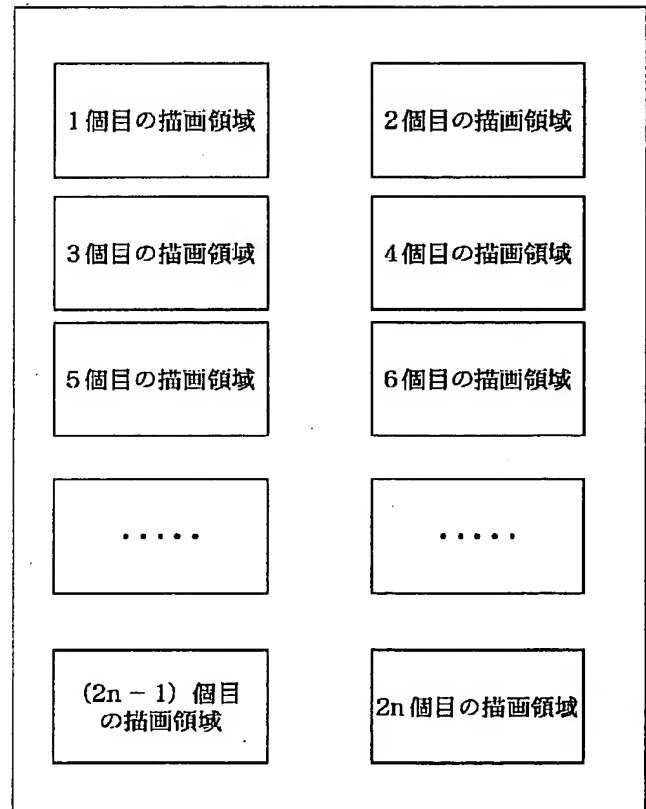 1個目の描画領域
2個目の描画領域
3個目の描画領域
4個目の描画領域
5個目の描画領域
6個目の描画領域
・・・・・
・・・・・
(2n － 1) 個目
の描画領域
2n個目の描画領域